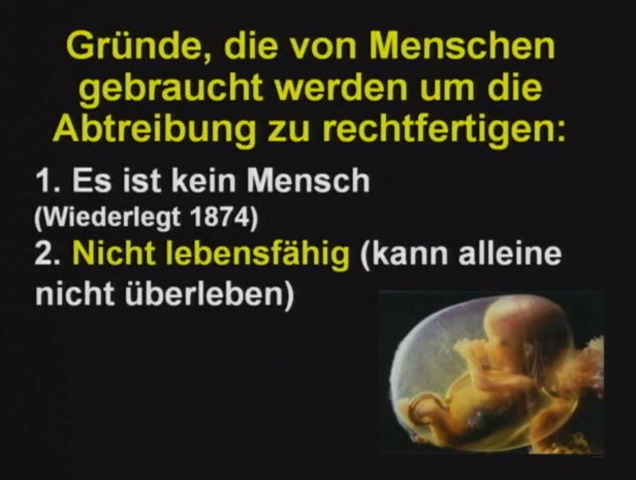 Gründe, die von Menschen
gebraucht werden um die
Abtreibung zu rechtfertigen:
1. Es ist kein Mensch
(Wiederlegt 1874)
2. Nicht lebensfähig (kann alleine
nicht überleben)